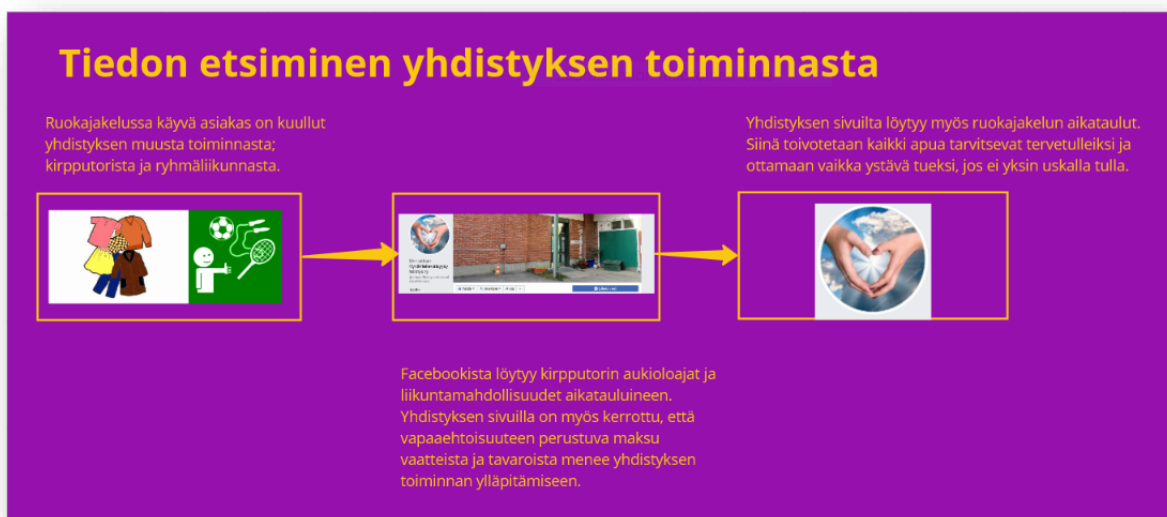 Tiedon etsiminen yhdistyksen toiminnasta
Ruokajakelussa käyvä asiakas on kuullut
yhdistyksen muusta toiminnasta;
kirpputorista ja ryhmäliikunnasta.
Yhdistyksen sivuilta löytyy myös ruokajakelun aikataulut.
Siinä toivotetaan kaikki apua tarvitsevat tervetulleiksi ja
ottamaan vaikka ystävä tueksi, jos ei yksin uskalla tulla.
Facebookista löytyy kirpputorin aukioloajat ja
liikuntamahdollisuudet aikatauluineen.
Yhdistyksen sivuilla on myös kerrottu, että
vapaaehtoisuuteen perustuva maksu
vaatteista ja tavaroista menee yhdistyksen
toiminnan ylläpitämiseen.